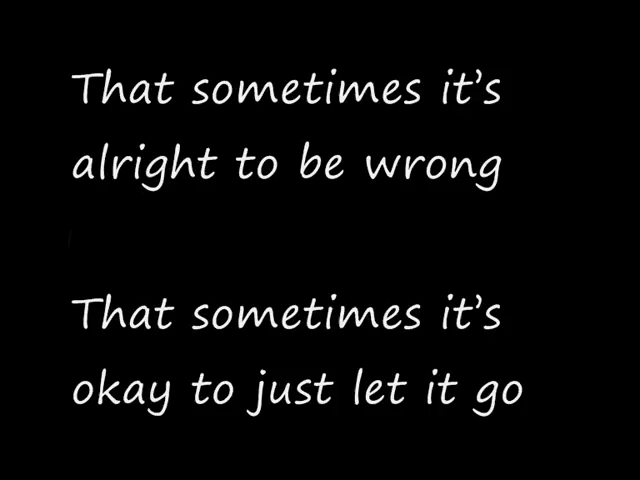 That sometimes it’s
alright to be wrong
That sometimes it’s
okay to just let it go